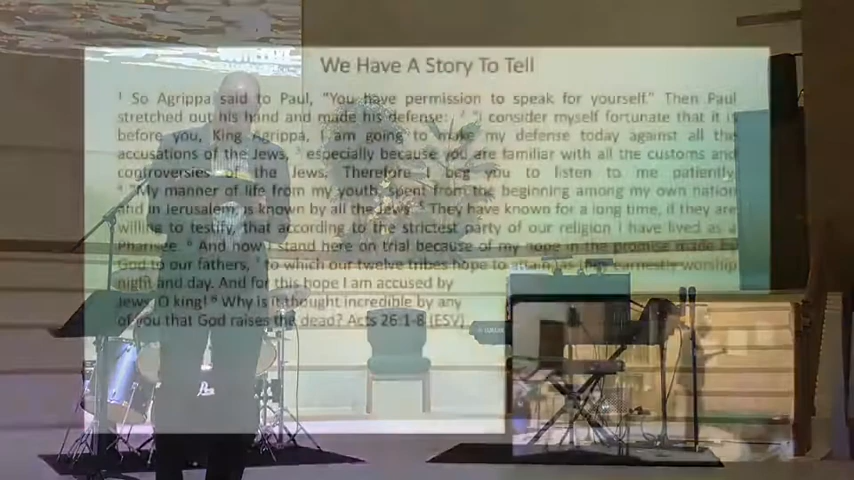 We Have A Story To Tell
¹ So Agrippa said to Paul, "You have permission to speak for yourself." Then Paul
stretched out his hand and made his defense: ² "I consider myself fortunate that it is
before you, King Agrippa, I am going to make my defense today against all the
accusations of the Jews, ³ especially because you are familiar with all the customs and
controversies of the Jews. Therefore I beg you to listen to me patiently.
⁴ "My manner of life from my youth, spent from the beginning among my own nation
and in Jerusalem, is known by all the Jews. ⁵ They have known for a long time, if they are
willing to testify, that according to the strictest party of our religion I have lived as a
Pharisee. ⁶ And now I stand here on trial because of my hope in the promise made by
God to our fathers, ⁷ to which our twelve tribes hope to attain, as they earnestly worship
night and day. And for this hope I am accused by
Jews, O king! ⁸ Why is it thought incredible by any
of you that God raises the dead? Acts 26:1-8 (ESV)